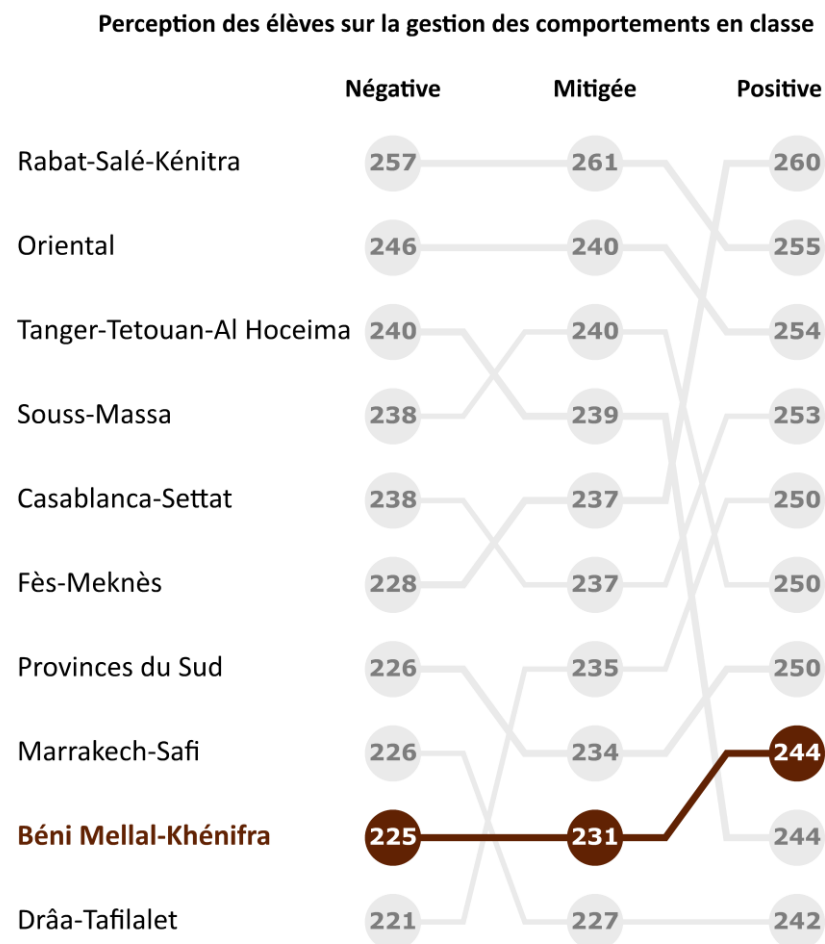 Perception des élèves sur la gestion des comportements en classe
Négative Mitigée Positive
Rabat-Salé-Kénitra 257 261 260
Oriental 246 240 255
Tanger-Tetouan-Al Hoceima 240 240 254
Souss-Massa 238 239 253
Casablanca-Settat 238 237 250
Fès-Meknès 228 237 250
Provinces du Sud 226 235 250
Marrakech-Safi 226 234 244
Béni Mellal-Khénifra 225 231 244
Drâa-Tafilalet 221 227 242